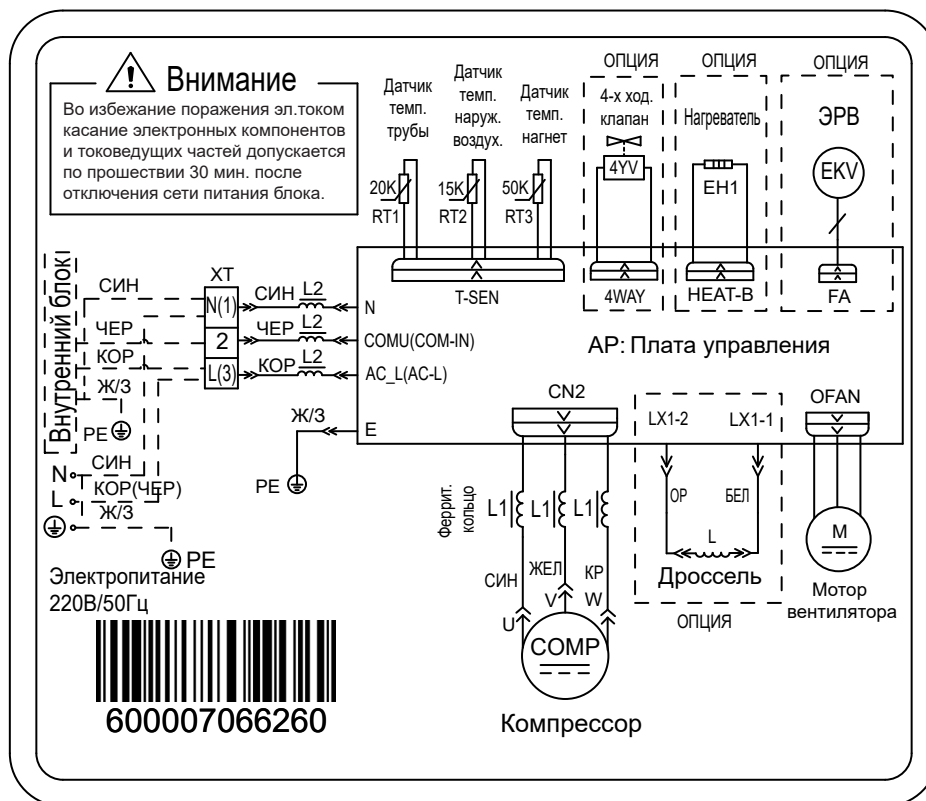 Внимание
Во избежание поражения эл.током
касание электронных компонентов
и токоведущих частей допускается
по прошествии 30 мин. после
отключения сети питания блока.
Датчик
темп.
трубы
Датчик
темп.
наруж.
воздух.
Датчик
темп.
нагнет
ОПЦИЯ
4-х ход.
клапан
4YV
ОПЦИЯ
Нагреватель
EH1
ОПЦИЯ
ЭРВ
EKV
20K
RT1
15K
RT2
50K
RT3
T-SEN
4WAY
HEAT-B
FA
Внутренний блок
СИН
ЧЕР
КОР
Ж/З
PE
XT
N(1)
2
L(3)
СИН
L2
ЧЕР
L2
КОР
L2
N
COMU(COM-IN)
AC_L(AC-L)
E
Ж/З
PE
AP: Плата управления
CN2
LX1-2
LX1-1
OFAN
N
СИН
L
КОР(ЧЕР)
Ж/З
PE
Электропитание
220В/50Гц
Феррит.
кольцо
L1
L1
L1
СИН
ЖЕЛ
КР
U
V
W
COMP
Компрессор
ОР
БЕЛ
L
Дроссель
ОПЦИЯ
M
Мотор
вентилятора
600007066260